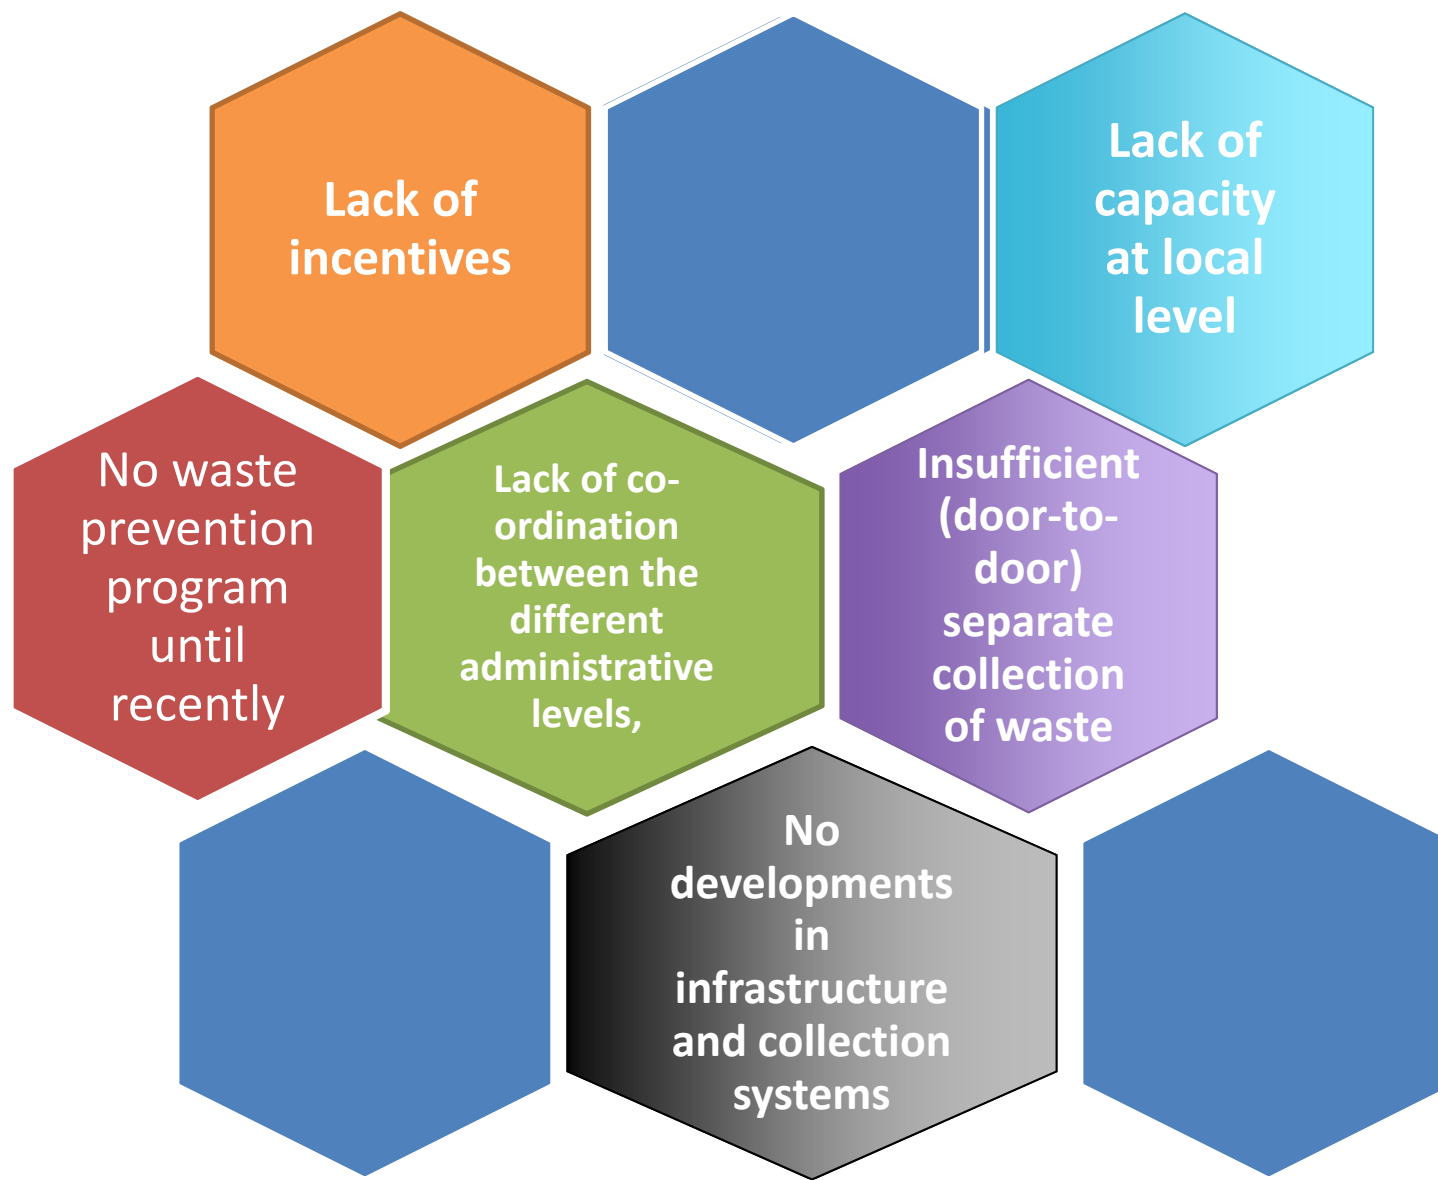 Lack of
incentives
Lack of
capacity
at local
level
No waste
prevention
program
until
recently
Lack of co-
ordination
between the
different
administrative
levels,
Insufficient
(door-to-
door)
separate
collection
of waste
No
developments
in
infrastructure
and collection
systems